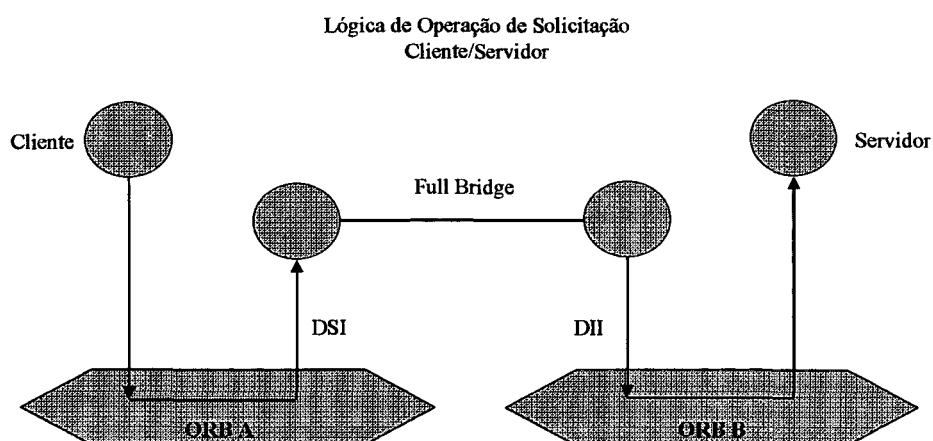 Lógica de Operação de Solicitação
Cliente/Servidor
Cliente
Servidor
Full Bridge
DSI
DII
ORB A
ORB B